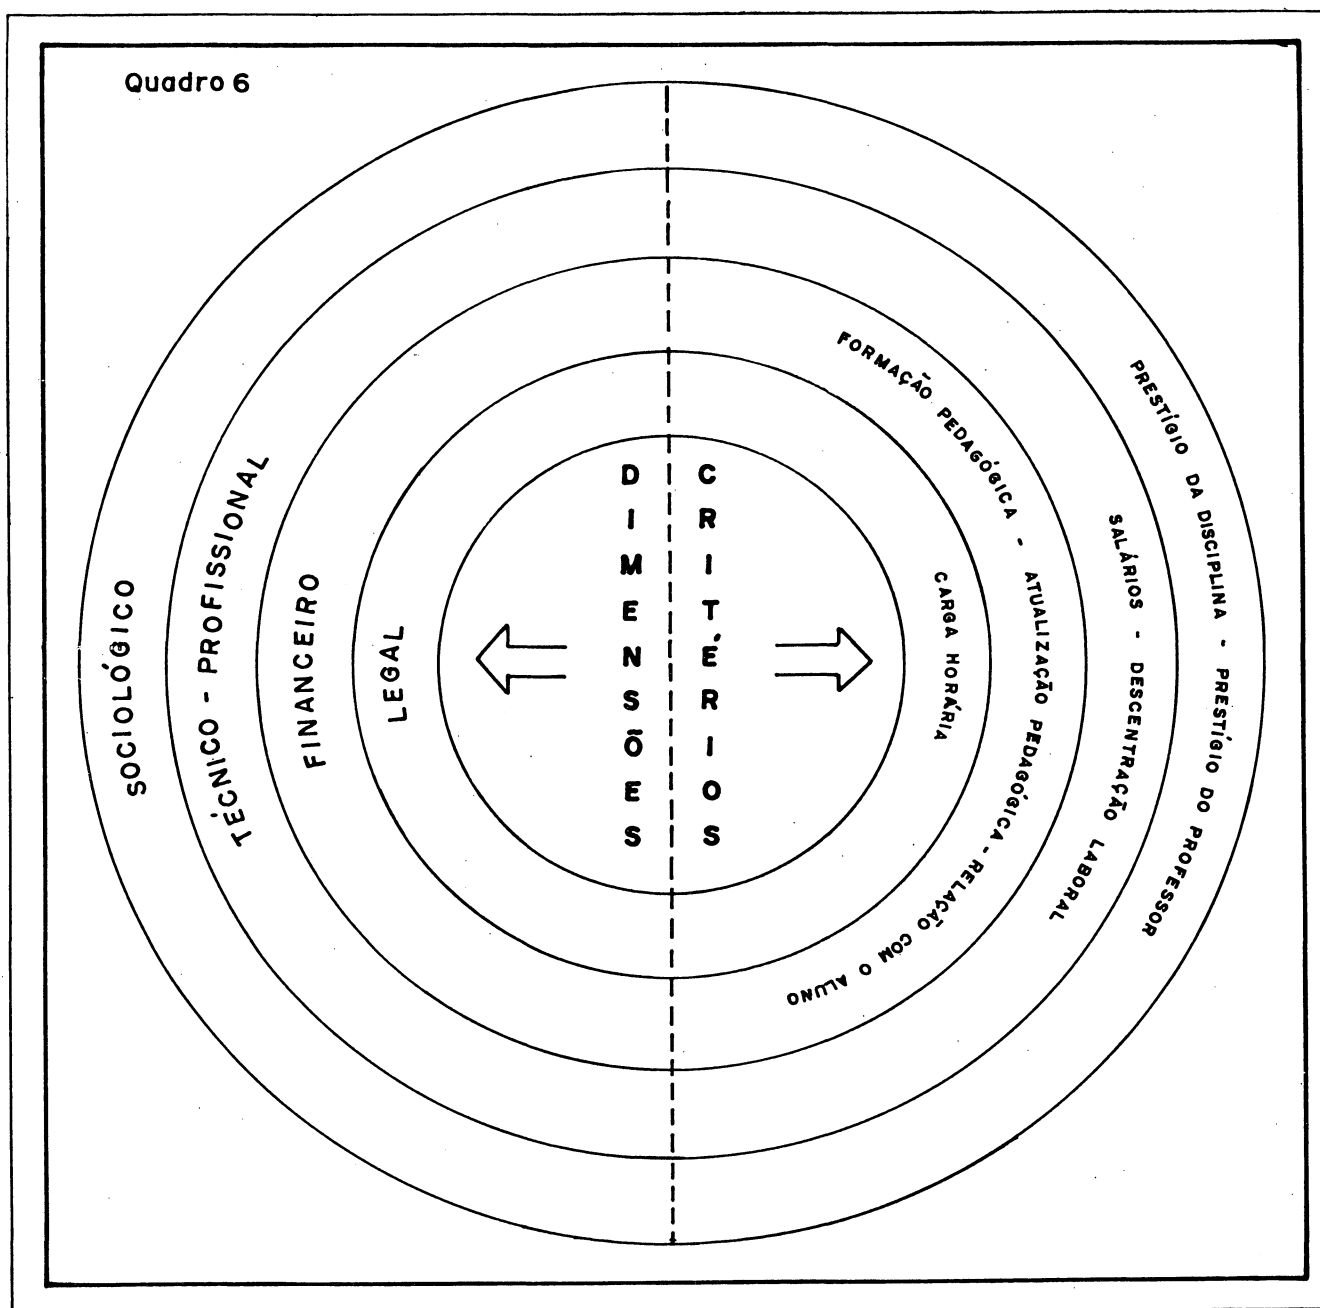 Quadro 6
SOCIOLÓGICO
TÉCNICO - PROFISSIONAL
FINANCEIRO
LEGAL
DIMENSÕES
CRITÉRIOS
CARGA HORÁRIA
FORMAÇÃO PEDAGÓGICA - ATUALIZAÇÃO PEDAGÓGICA - RELAÇÃO COM O ALUNO
SALÁRIOS - DESCENTRAÇÃO LABORAL
PRESTÍGIO DA DISCIPLINA - PRESTÍGIO DO PROFESSOR